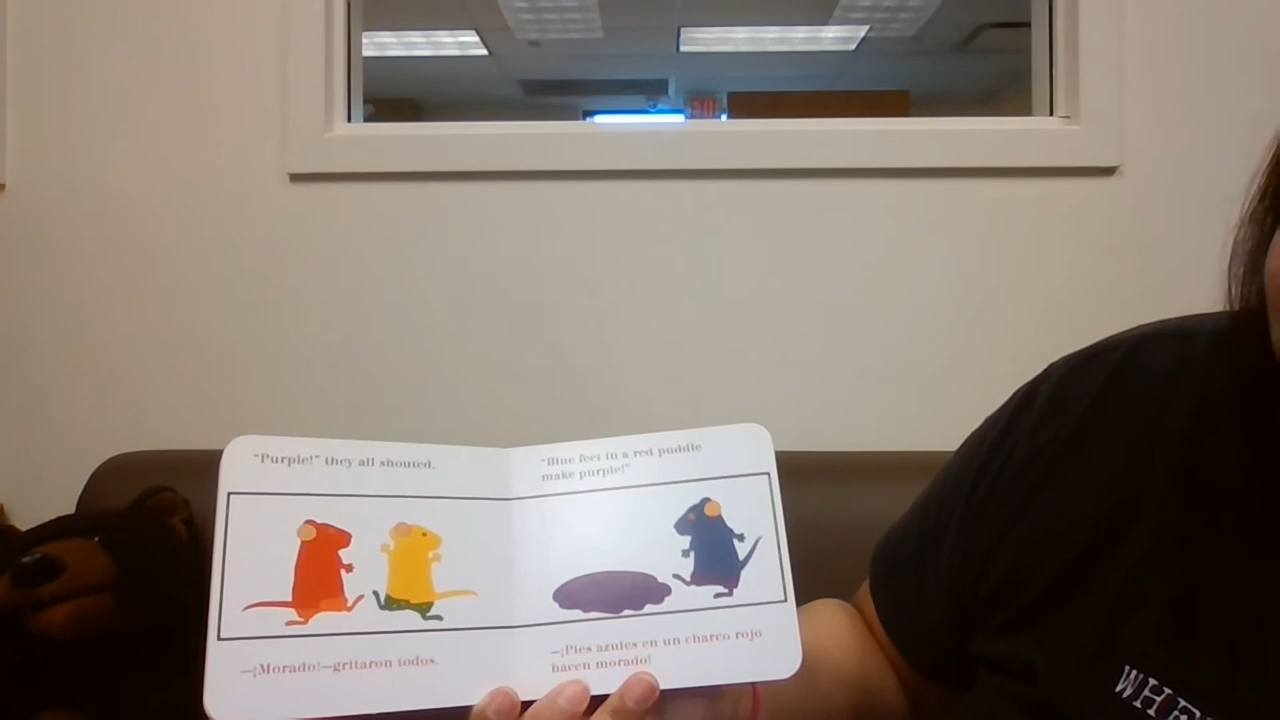 EXIT
"Purple!" they all shouted.
—¡Morado!—gritaron todos.
"Blue feet in a red puddle
make purple!"
—¡Pies azules en un charco rojo
hacen morado!
WHE